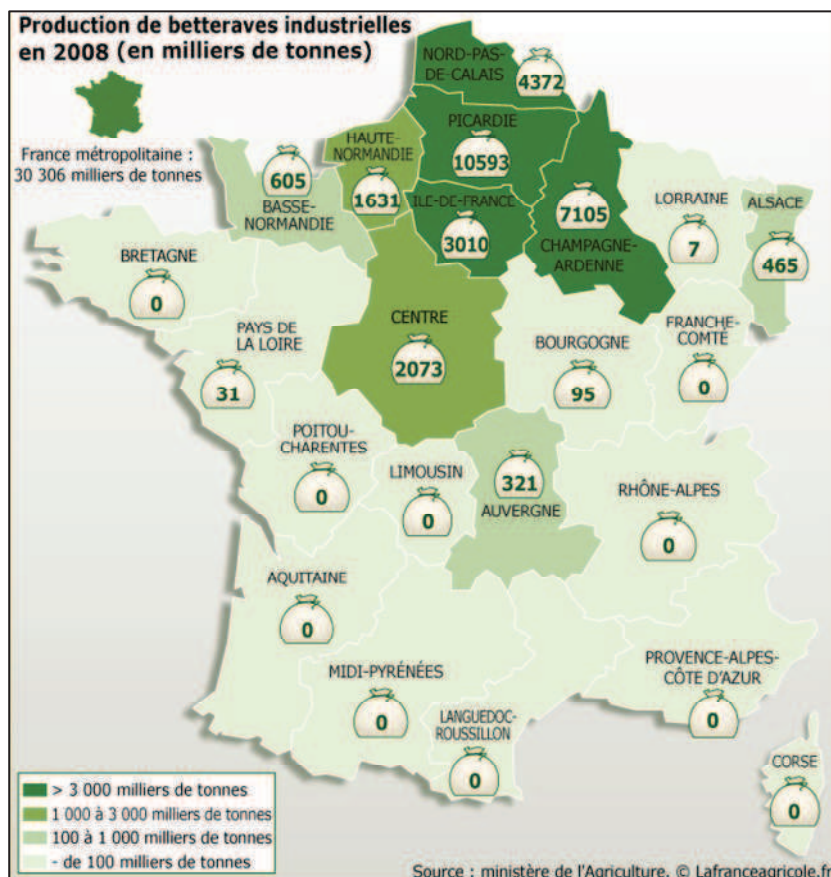 Production de betteraves industrielles
en 2008 (en milliers de tonnes)
France métropolitaine :
30 306 milliers de tonnes
NORD-PAS-
DE-CALAIS
4372
PICARDIE
10593
HAUTE-
NORMANDIE
1631
605
BASSE-
NORMANDIE
ILE-DE-FRANCE
3010
7105
CHAMPAGNE-
ARDENNE
LORRAINE
7
ALSACE
465
BRETAGNE
0
PAYS DE
LA LOIRE
31
CENTRE
2073
BOURGOGNE
95
FRANCHE-
COMTÉ
0
POITOU-
CHARENTES
0
LIMOUSIN
0
321
AUVERGNE
RHÔNE-ALPES
0
AQUITAINE
0
MIDI-PYRÉNÉES
0
LANGUEDOC-
ROUSSILLON
0
PROVENCE-ALPES-
CÔTE D'AZUR
0
CORSE
0
> 3 000 milliers de tonnes
1 000 à 3 000 milliers de tonnes
100 à 1 000 milliers de tonnes
- de 100 milliers de tonnes
Source : ministère de l'Agriculture. © Lafranceagricole.fr